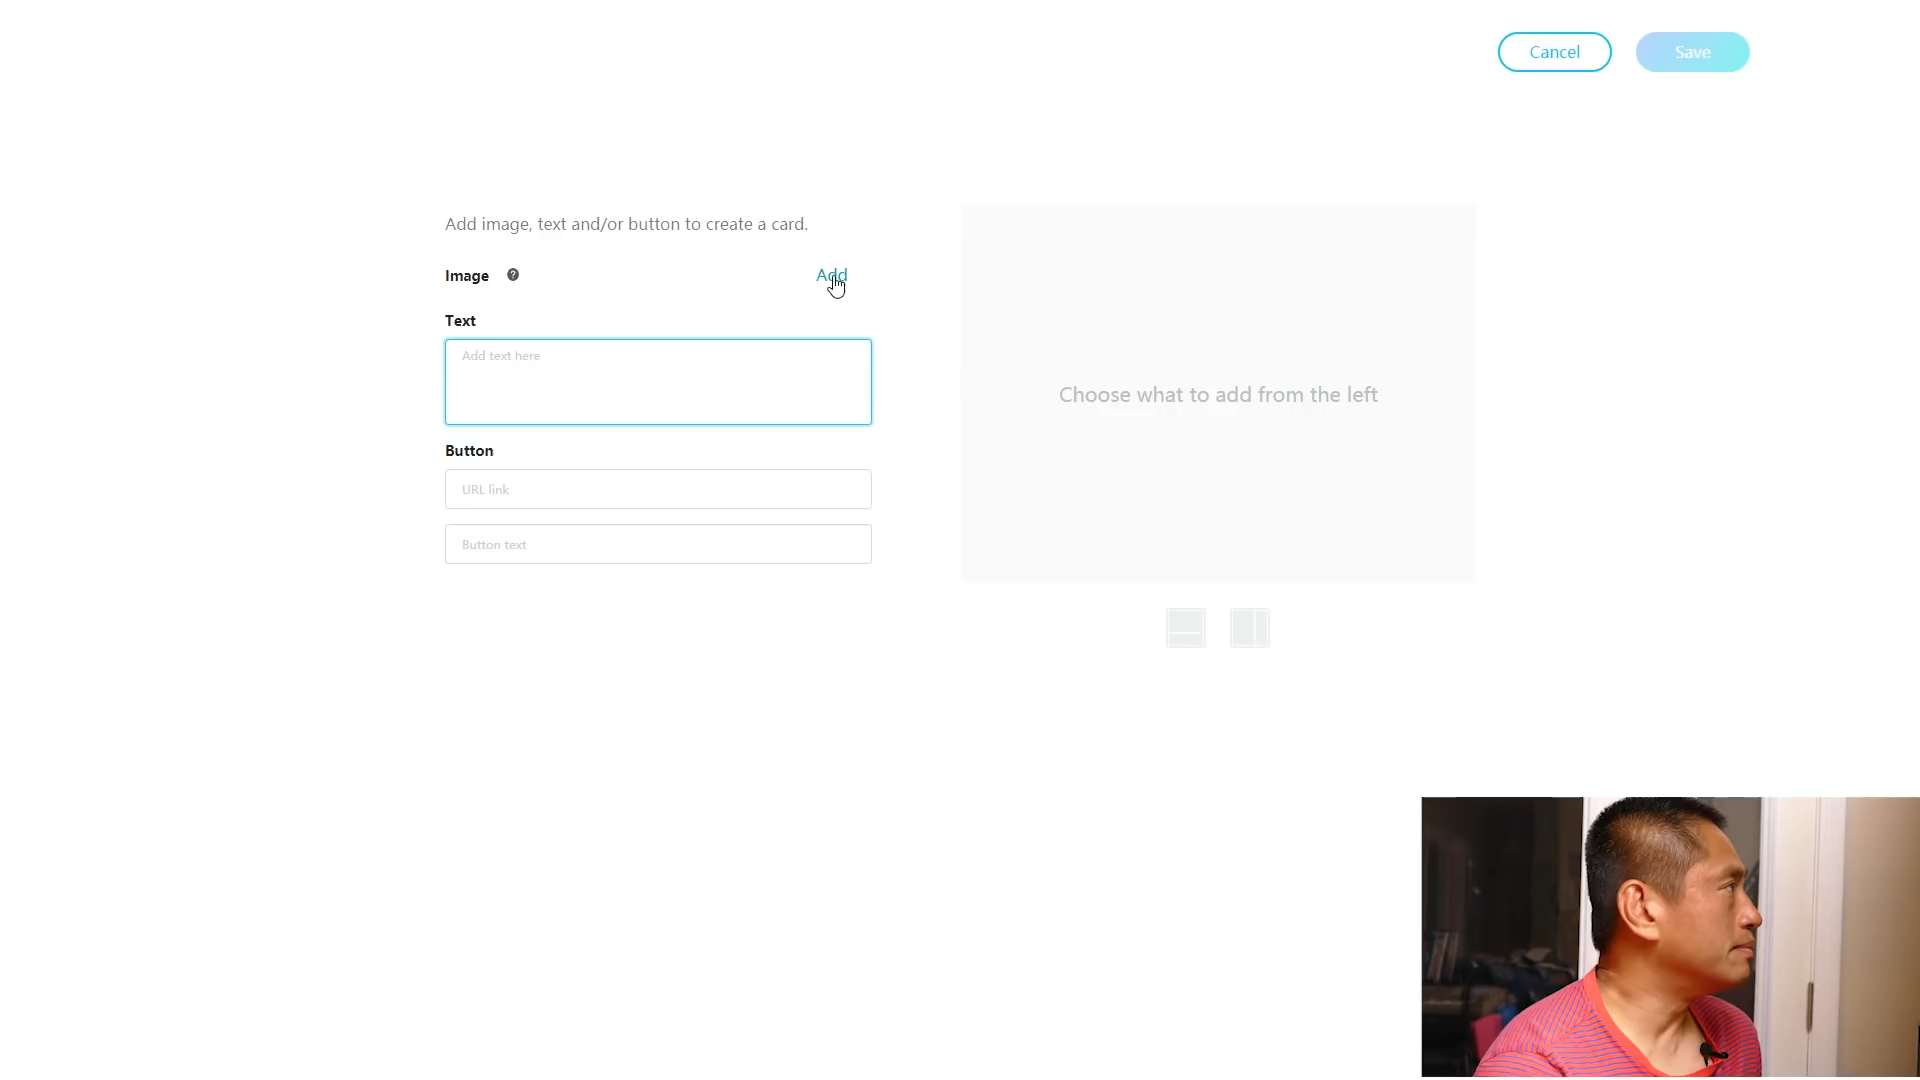 Cancel
Save
Add image, text and/or button to create a card.
Image
Add
Text
Add text here
Choose what to add from the left
Button
URL link
Button text